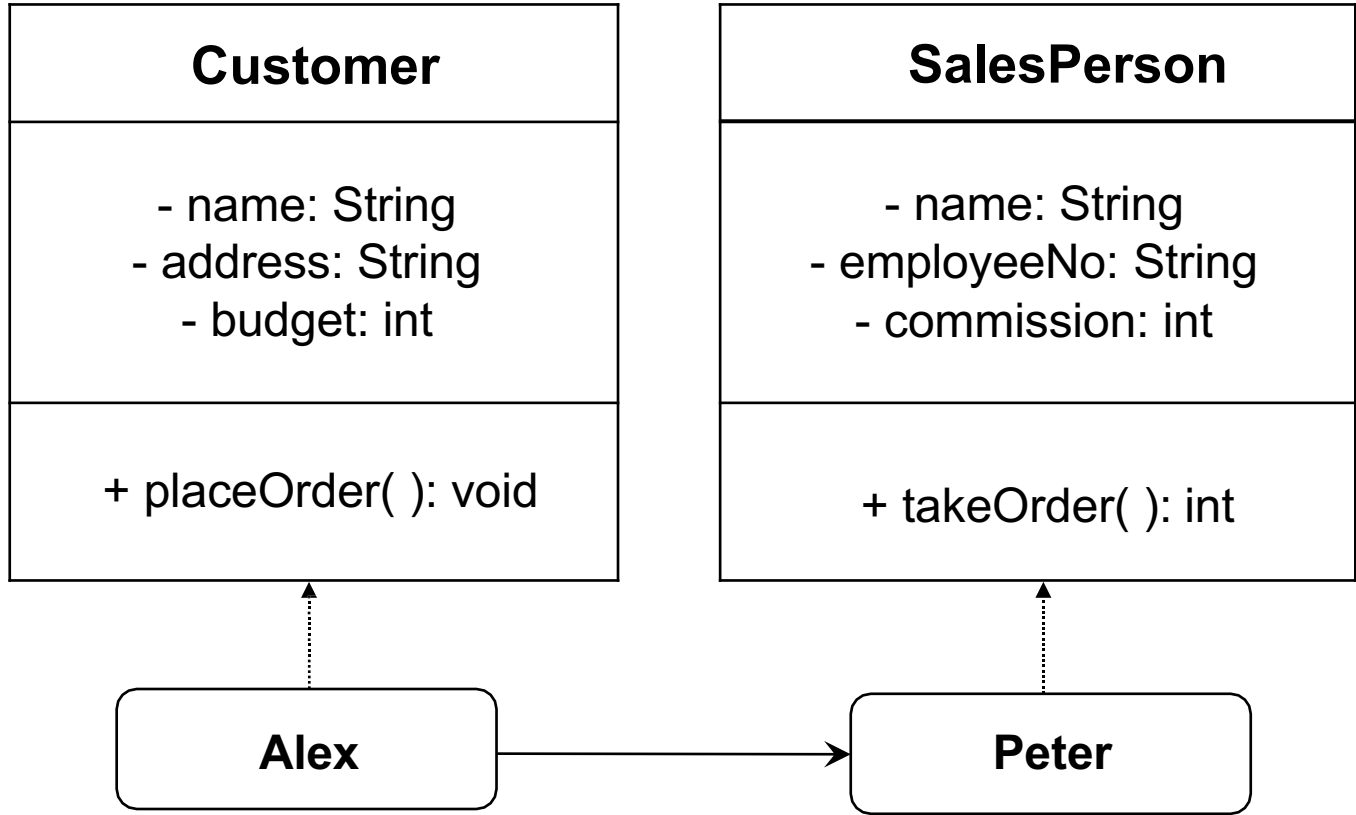 Customer
- name: String
- address: String
- budget: int
+ placeOrder( ): void
SalesPerson
- name: String
- employeeNo: String
- commission: int
+ takeOrder( ): int
Alex
Peter